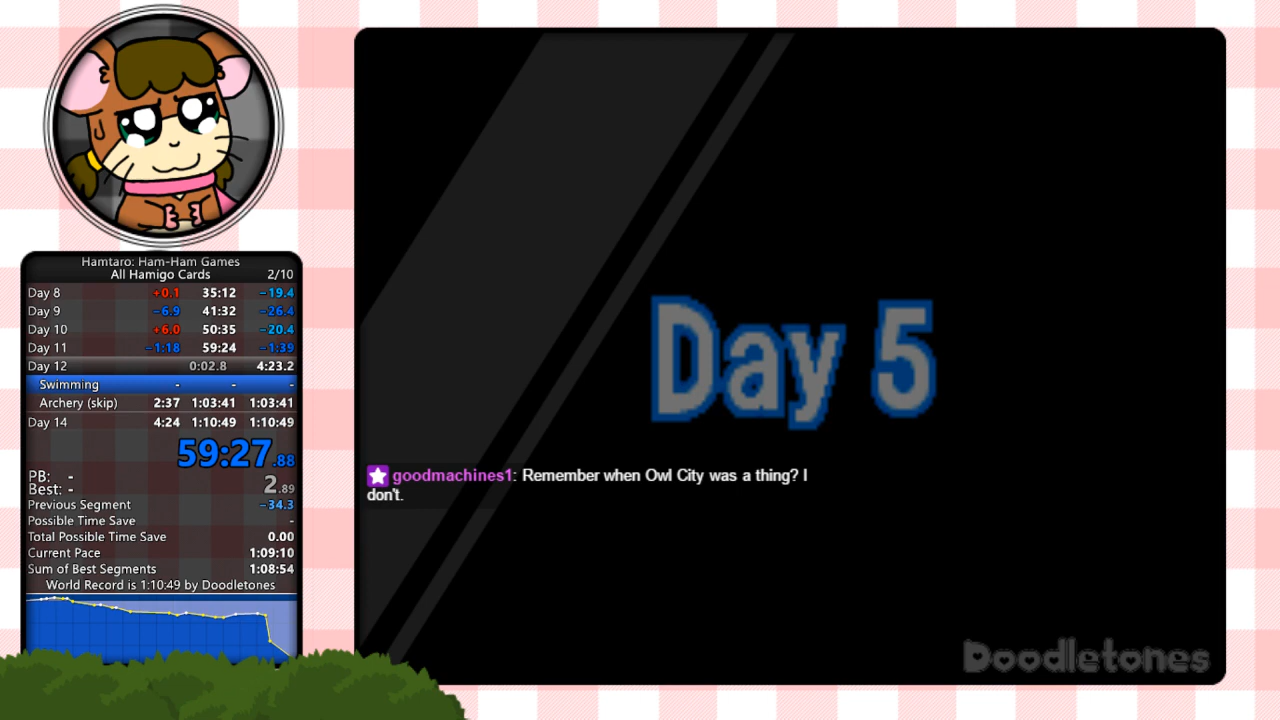 Hamtaro: Ham-Ham Games
All Hamigo Cards 2/10
Day 8 +0.1 35:12 -19.4
Day 9 -6.9 41:32 -26.4
Day 10 +6.0 50:35 -20.4
Day 11 -1:18 59:24 -1:39
Day 12 0:02.8 4:23.2
Swimming - - -
Archery (skip) 2:37 1:03:41 1:03:41
Day 14 4:24 1:10:49 1:10:49
59:27.88
PB: -
Best: - 2.89
Previous Segment -34.3
Possible Time Save -
Total Possible Time Save 0.00
Current Pace 1:09:10
Sum of Best Segments 1:08:54
World Record is 1:10:49 by Doodletones
Day 5
goodmachines1: Remember when Owl City was a thing? I
don't.
Doodletones